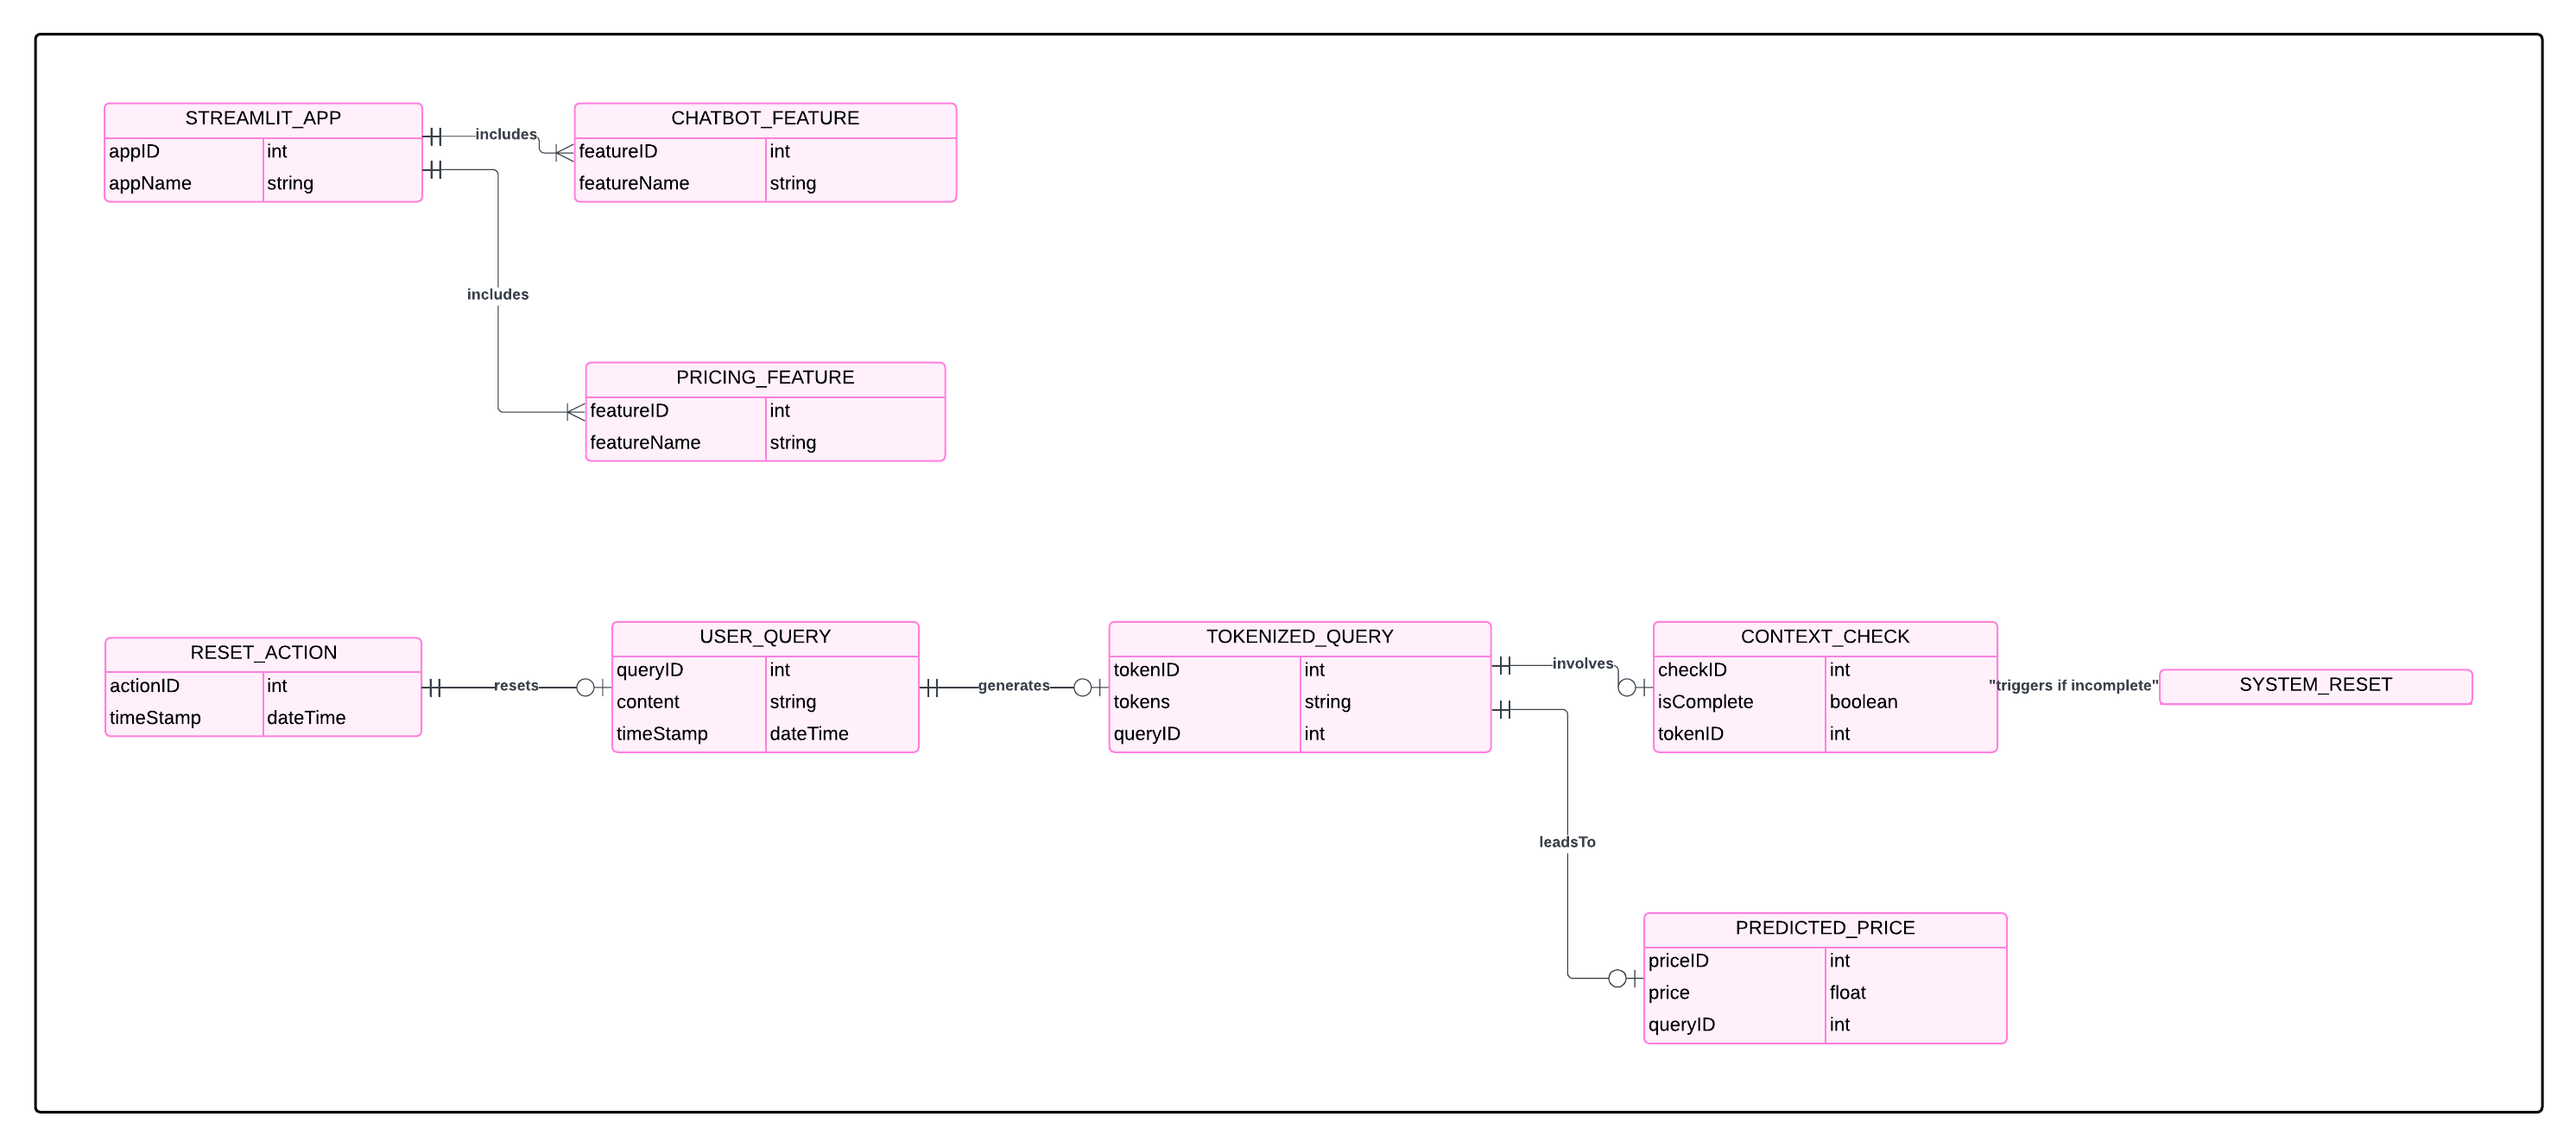 STREAMLIT_APP
appID int
appName string
includes
CHATBOT_FEATURE
featureID int
featureName string
includes
PRICING_FEATURE
featureID int
featureName string
RESET_ACTION
actionID int
timeStamp dateTime
resets
USER_QUERY
queryID int
content string
timeStamp dateTime
generates
TOKENIZED_QUERY
tokenID int
tokens string
queryID int
involves
CONTEXT_CHECK
checkID int
isComplete boolean
tokenID int
"triggers if incomplete"
SYSTEM_RESET
leadsTo
PREDICTED_PRICE
priceID int
price float
queryID int